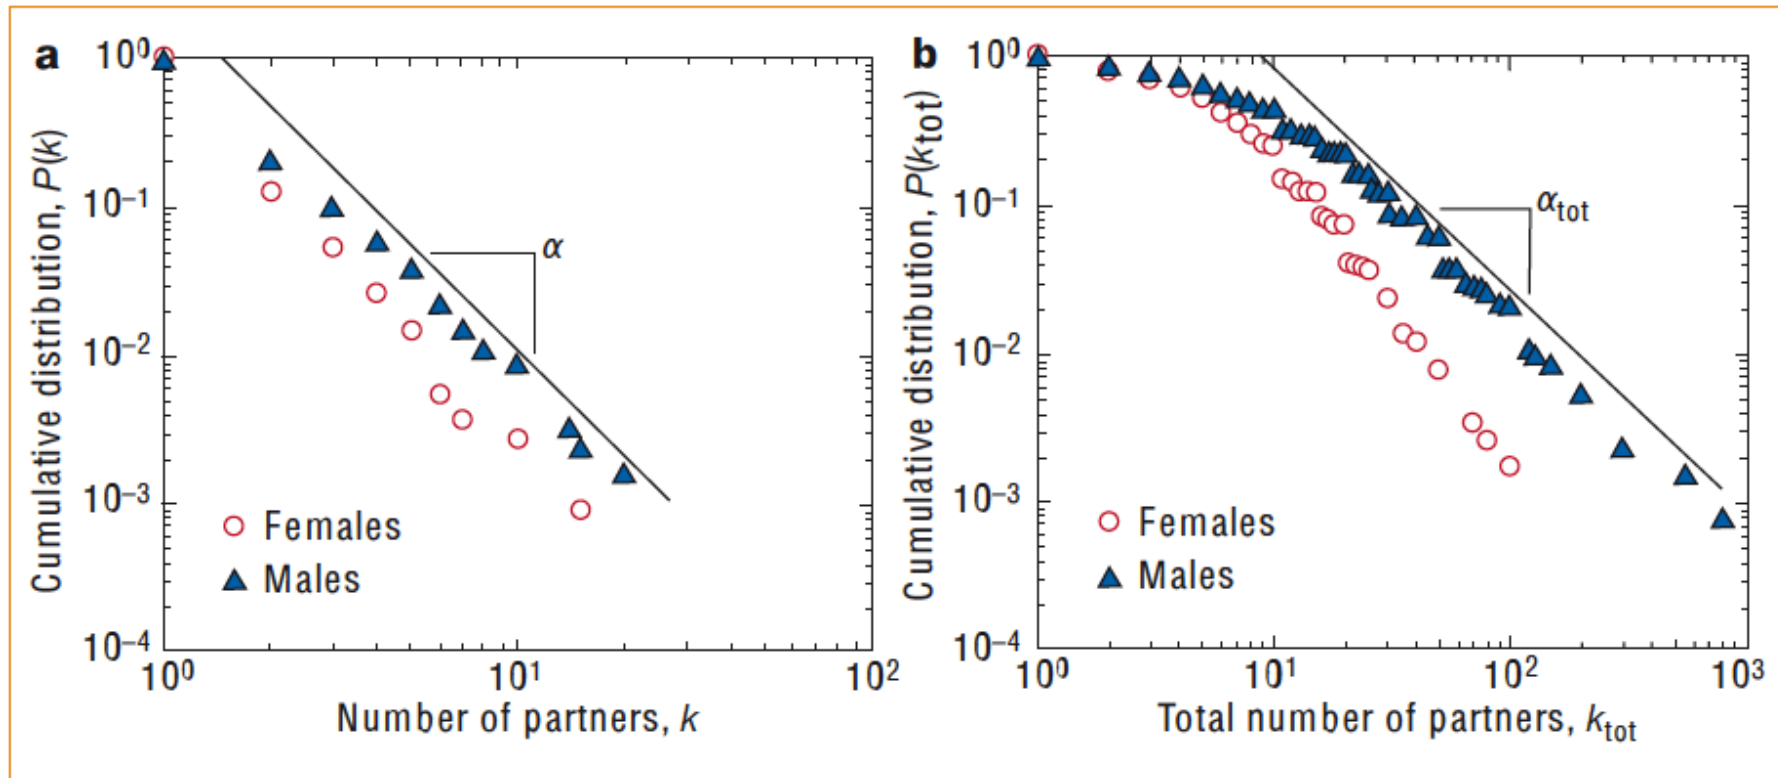 a
Cumulative distribution, P(k)
10⁰
10⁻¹
10⁻²
10⁻³
10⁻⁴
α
Females
Males
10⁰ 10¹ 10²
Number of partners, k
b
Cumulative distribution, P(k_tot)
10⁰
10⁻¹
10⁻²
10⁻³
10⁻⁴
α_tot
Females
Males
10⁰ 10¹ 10² 10³
Total number of partners, k_tot